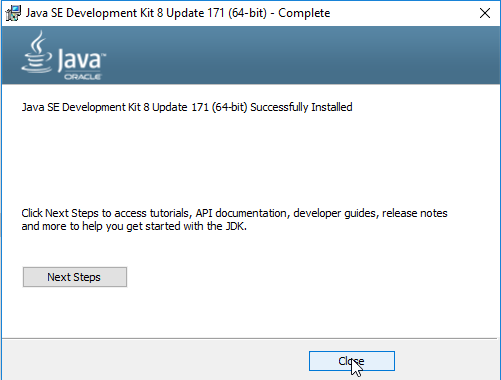 Java SE Development Kit 8 Update 171 (64-bit) - Complete
Java™
ORACLE
Java SE Development Kit 8 Update 171 (64-bit) Successfully Installed
Click Next Steps to access tutorials, API documentation, developer guides, release notes
and more to help you get started with the JDK.
Next Steps
Close